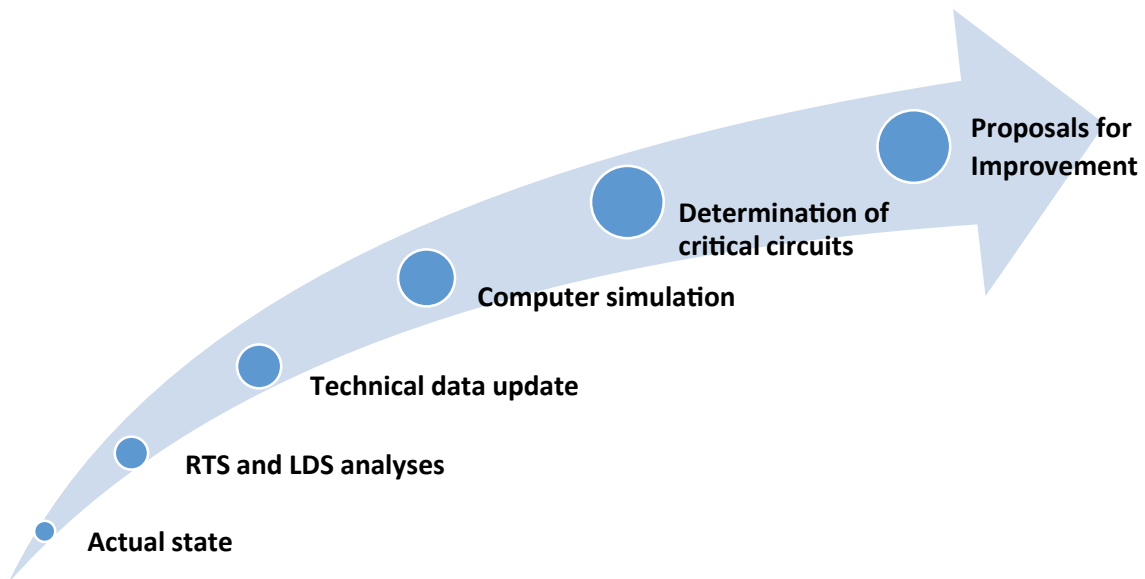 Proposals for
Improvement
Determination of
critical circuits
Computer simulation
Technical data update
RTS and LDS analyses
Actual state